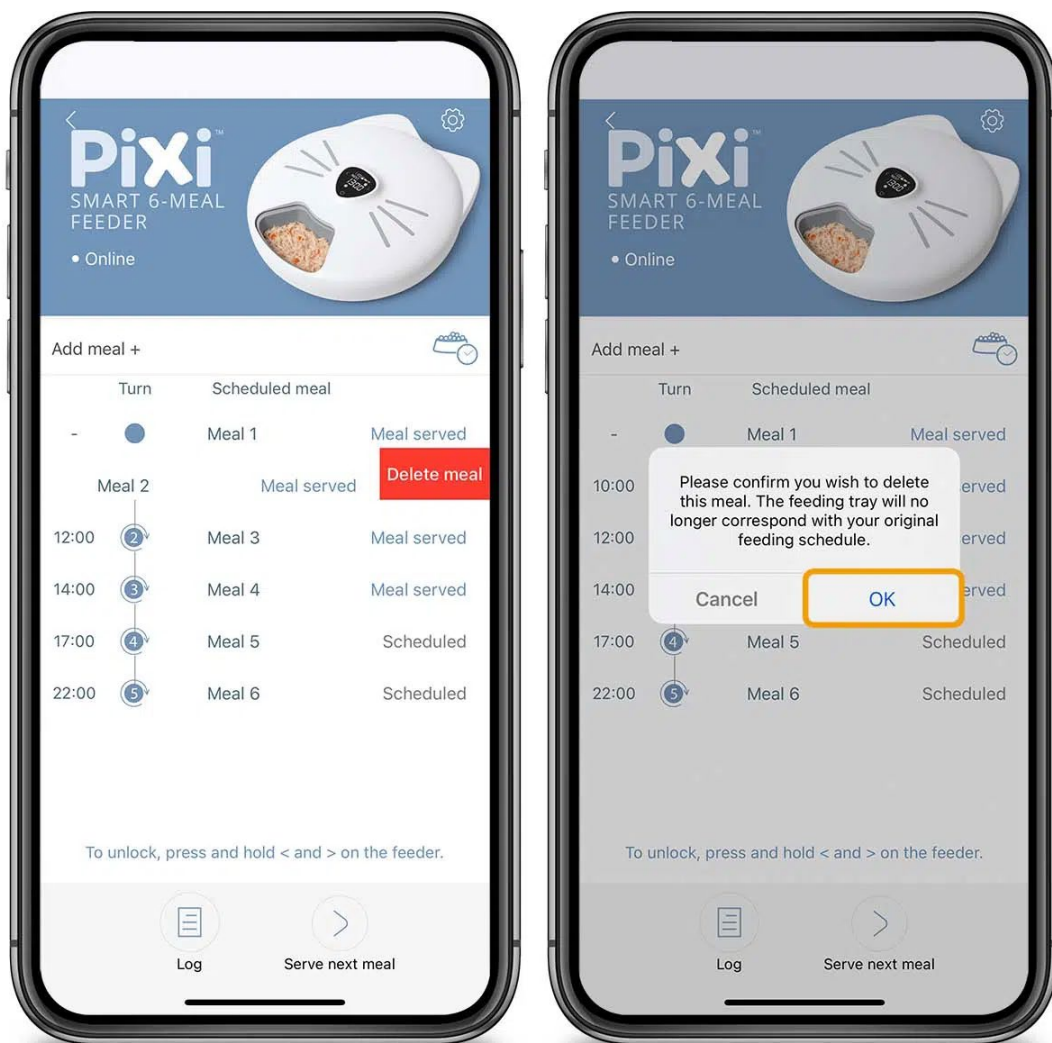 PiXi™
SMART 6-MEAL
FEEDER
• Online
Add meal +
Turn Scheduled meal
- Meal 1 Meal served
Meal 2 Meal served Delete meal
12:00 2 Meal 3 Meal served
14:00 3 Meal 4 Meal served
17:00 4 Meal 5 Scheduled
22:00 5 Meal 6 Scheduled
To unlock, press and hold < and > on the feeder.
Log Serve next meal
PiXi™
SMART 6-MEAL
FEEDER
• Online
Add meal +
Turn Scheduled meal
- Meal 1 Meal served
10:00 erved
12:00 erved
14:00 erved
Please confirm you wish to delete
this meal. The feeding tray will no
longer correspond with your original
feeding schedule.
Cancel OK
17:00 4 Meal 5 Scheduled
22:00 5 Meal 6 Scheduled
To unlock, press and hold < and > on the feeder.
Log Serve next meal